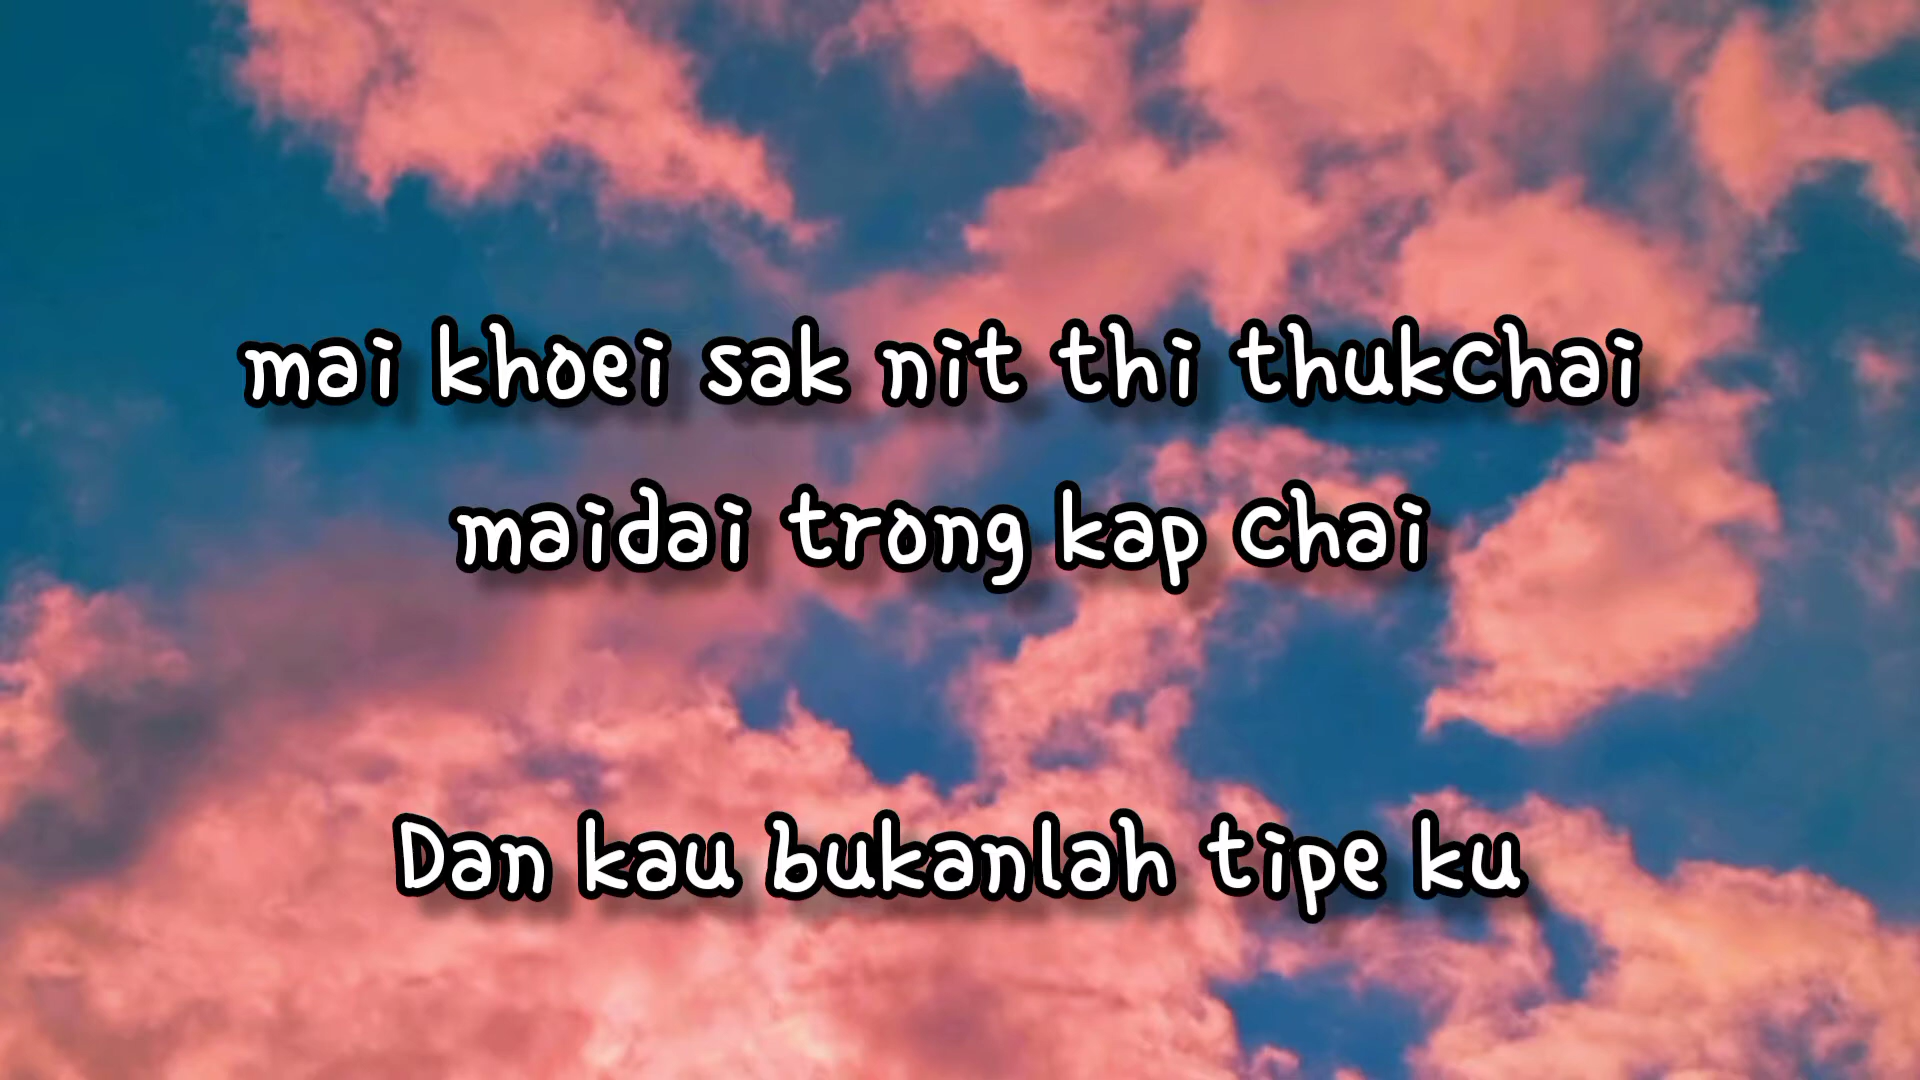 mai khoei sak nit thi thukchai
maidai trong kap chai
Dan kau bukanlah tipe ku